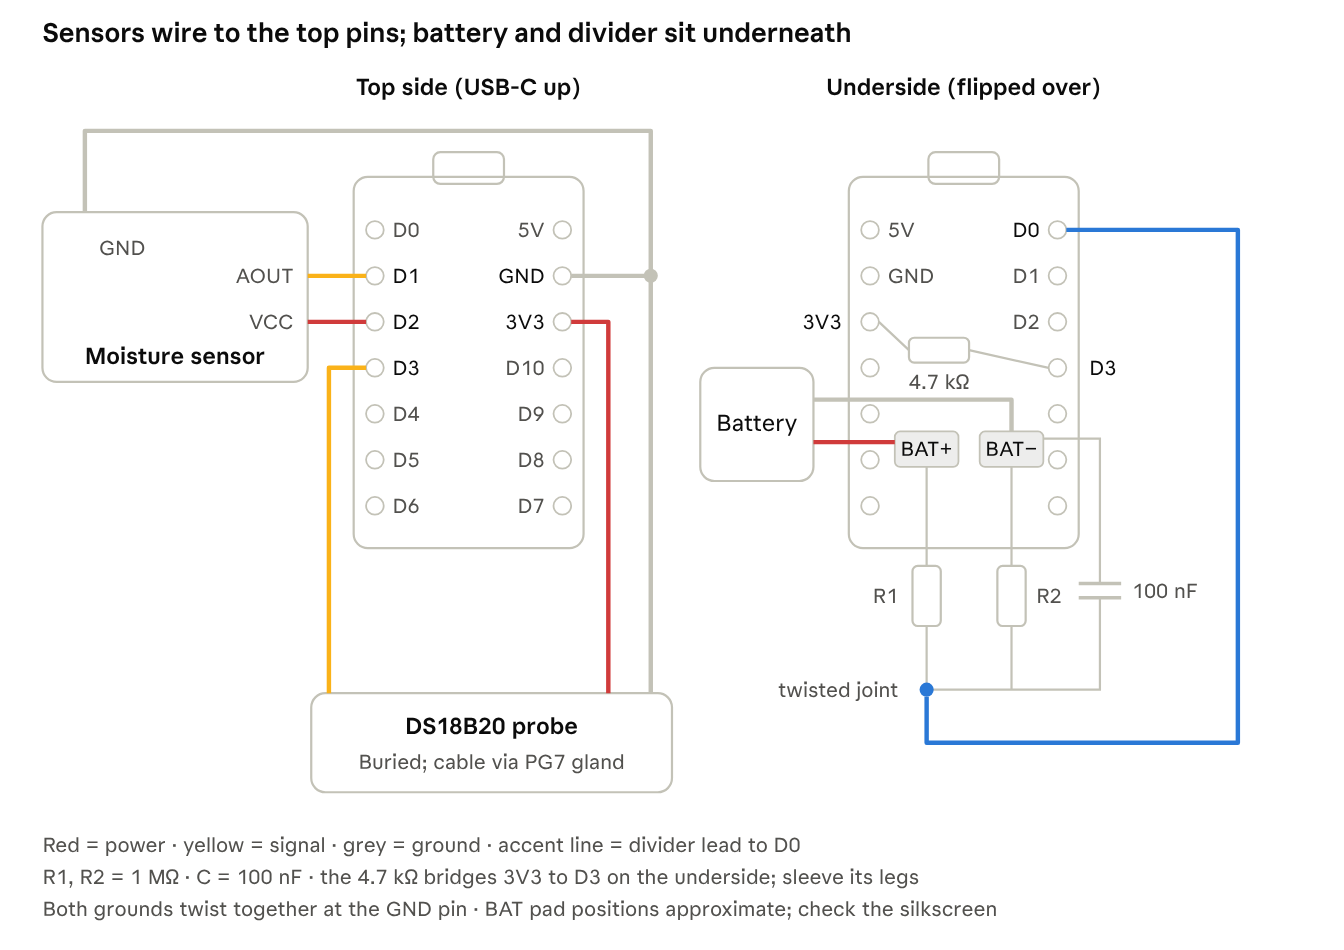 Sensors wire to the top pins; battery and divider sit underneath
Top side (USB-C up)
Underside (flipped over)
GND
AOUT
VCC
Moisture sensor
D0
D1
D2
D3
D4
D5
D6
5V
GND
3V3
D10
D9
D8
D7
DS18B20 probe
Buried; cable via PG7 gland
5V
GND
3V3
D0
D1
D2
D3
4.7 kΩ
Battery
BAT+
BAT−
R1
R2
100 nF
twisted joint
Red = power · yellow = signal · grey = ground · accent line = divider lead to D0
R1, R2 = 1 MΩ · C = 100 nF · the 4.7 kΩ bridges 3V3 to D3 on the underside; sleeve its legs
Both grounds twist together at the GND pin · BAT pad positions approximate; check the silkscreen